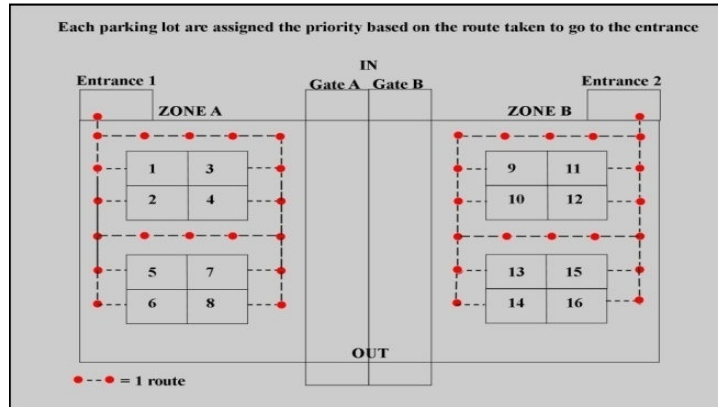 Each parking lot are assigned the priority based on the route taken to go to the entrance
IN
Entrance 1 Gate A Gate B Entrance 2
ZONE A ZONE B
1 3 9 11
2 4 10 12
5 7 13 15
6 8 14 16
OUT
= 1 route